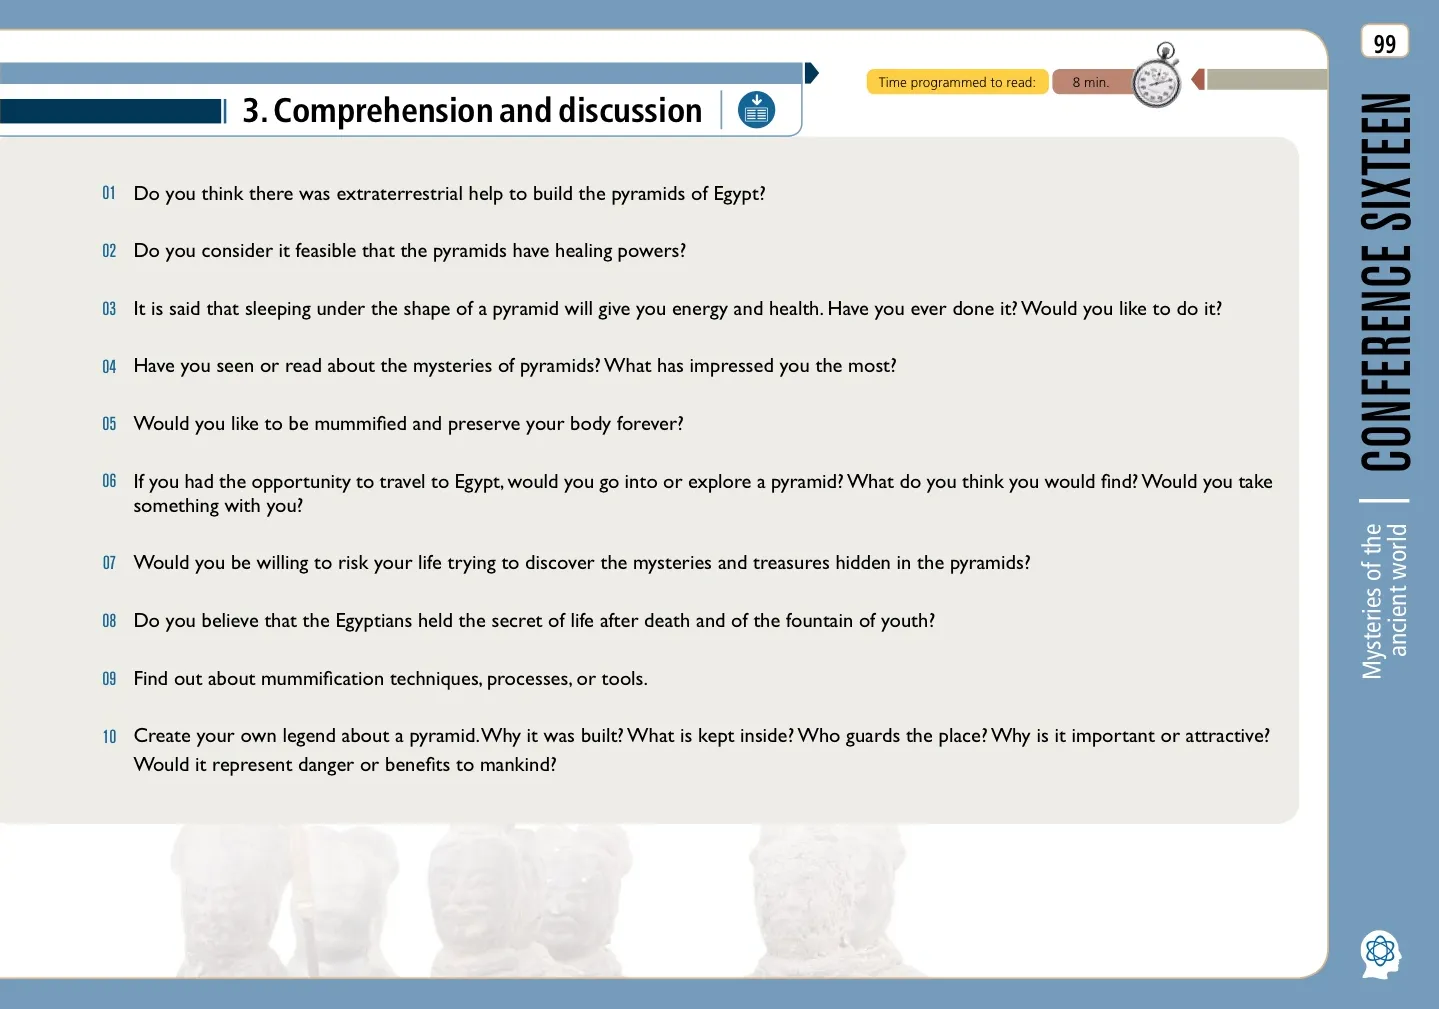 99
Time programmed to read:
8 min.
3. Comprehension and discussion
01 Do you think there was extraterrestrial help to build the pyramids of Egypt?
02 Do you consider it feasible that the pyramids have healing powers?
03 It is said that sleeping under the shape of a pyramid will give you energy and health. Have you ever done it? Would you like to do it?
04 Have you seen or read about the mysteries of pyramids? What has impressed you the most?
05 Would you like to be mummified and preserve your body forever?
06 If you had the opportunity to travel to Egypt, would you go into or explore a pyramid? What do you think you would find? Would you take
something with you?
07 Would you be willing to risk your life trying to discover the mysteries and treasures hidden in the pyramids?
08 Do you believe that the Egyptians held the secret of life after death and of the fountain of youth?
09 Find out about mummification techniques, processes, or tools.
10 Create your own legend about a pyramid. Why it was built? What is kept inside? Who guards the place? Why is it important or attractive?
Would it represent danger or benefits to mankind?
CONFERENCE SIXTEEN
Mysteries of the
ancient world